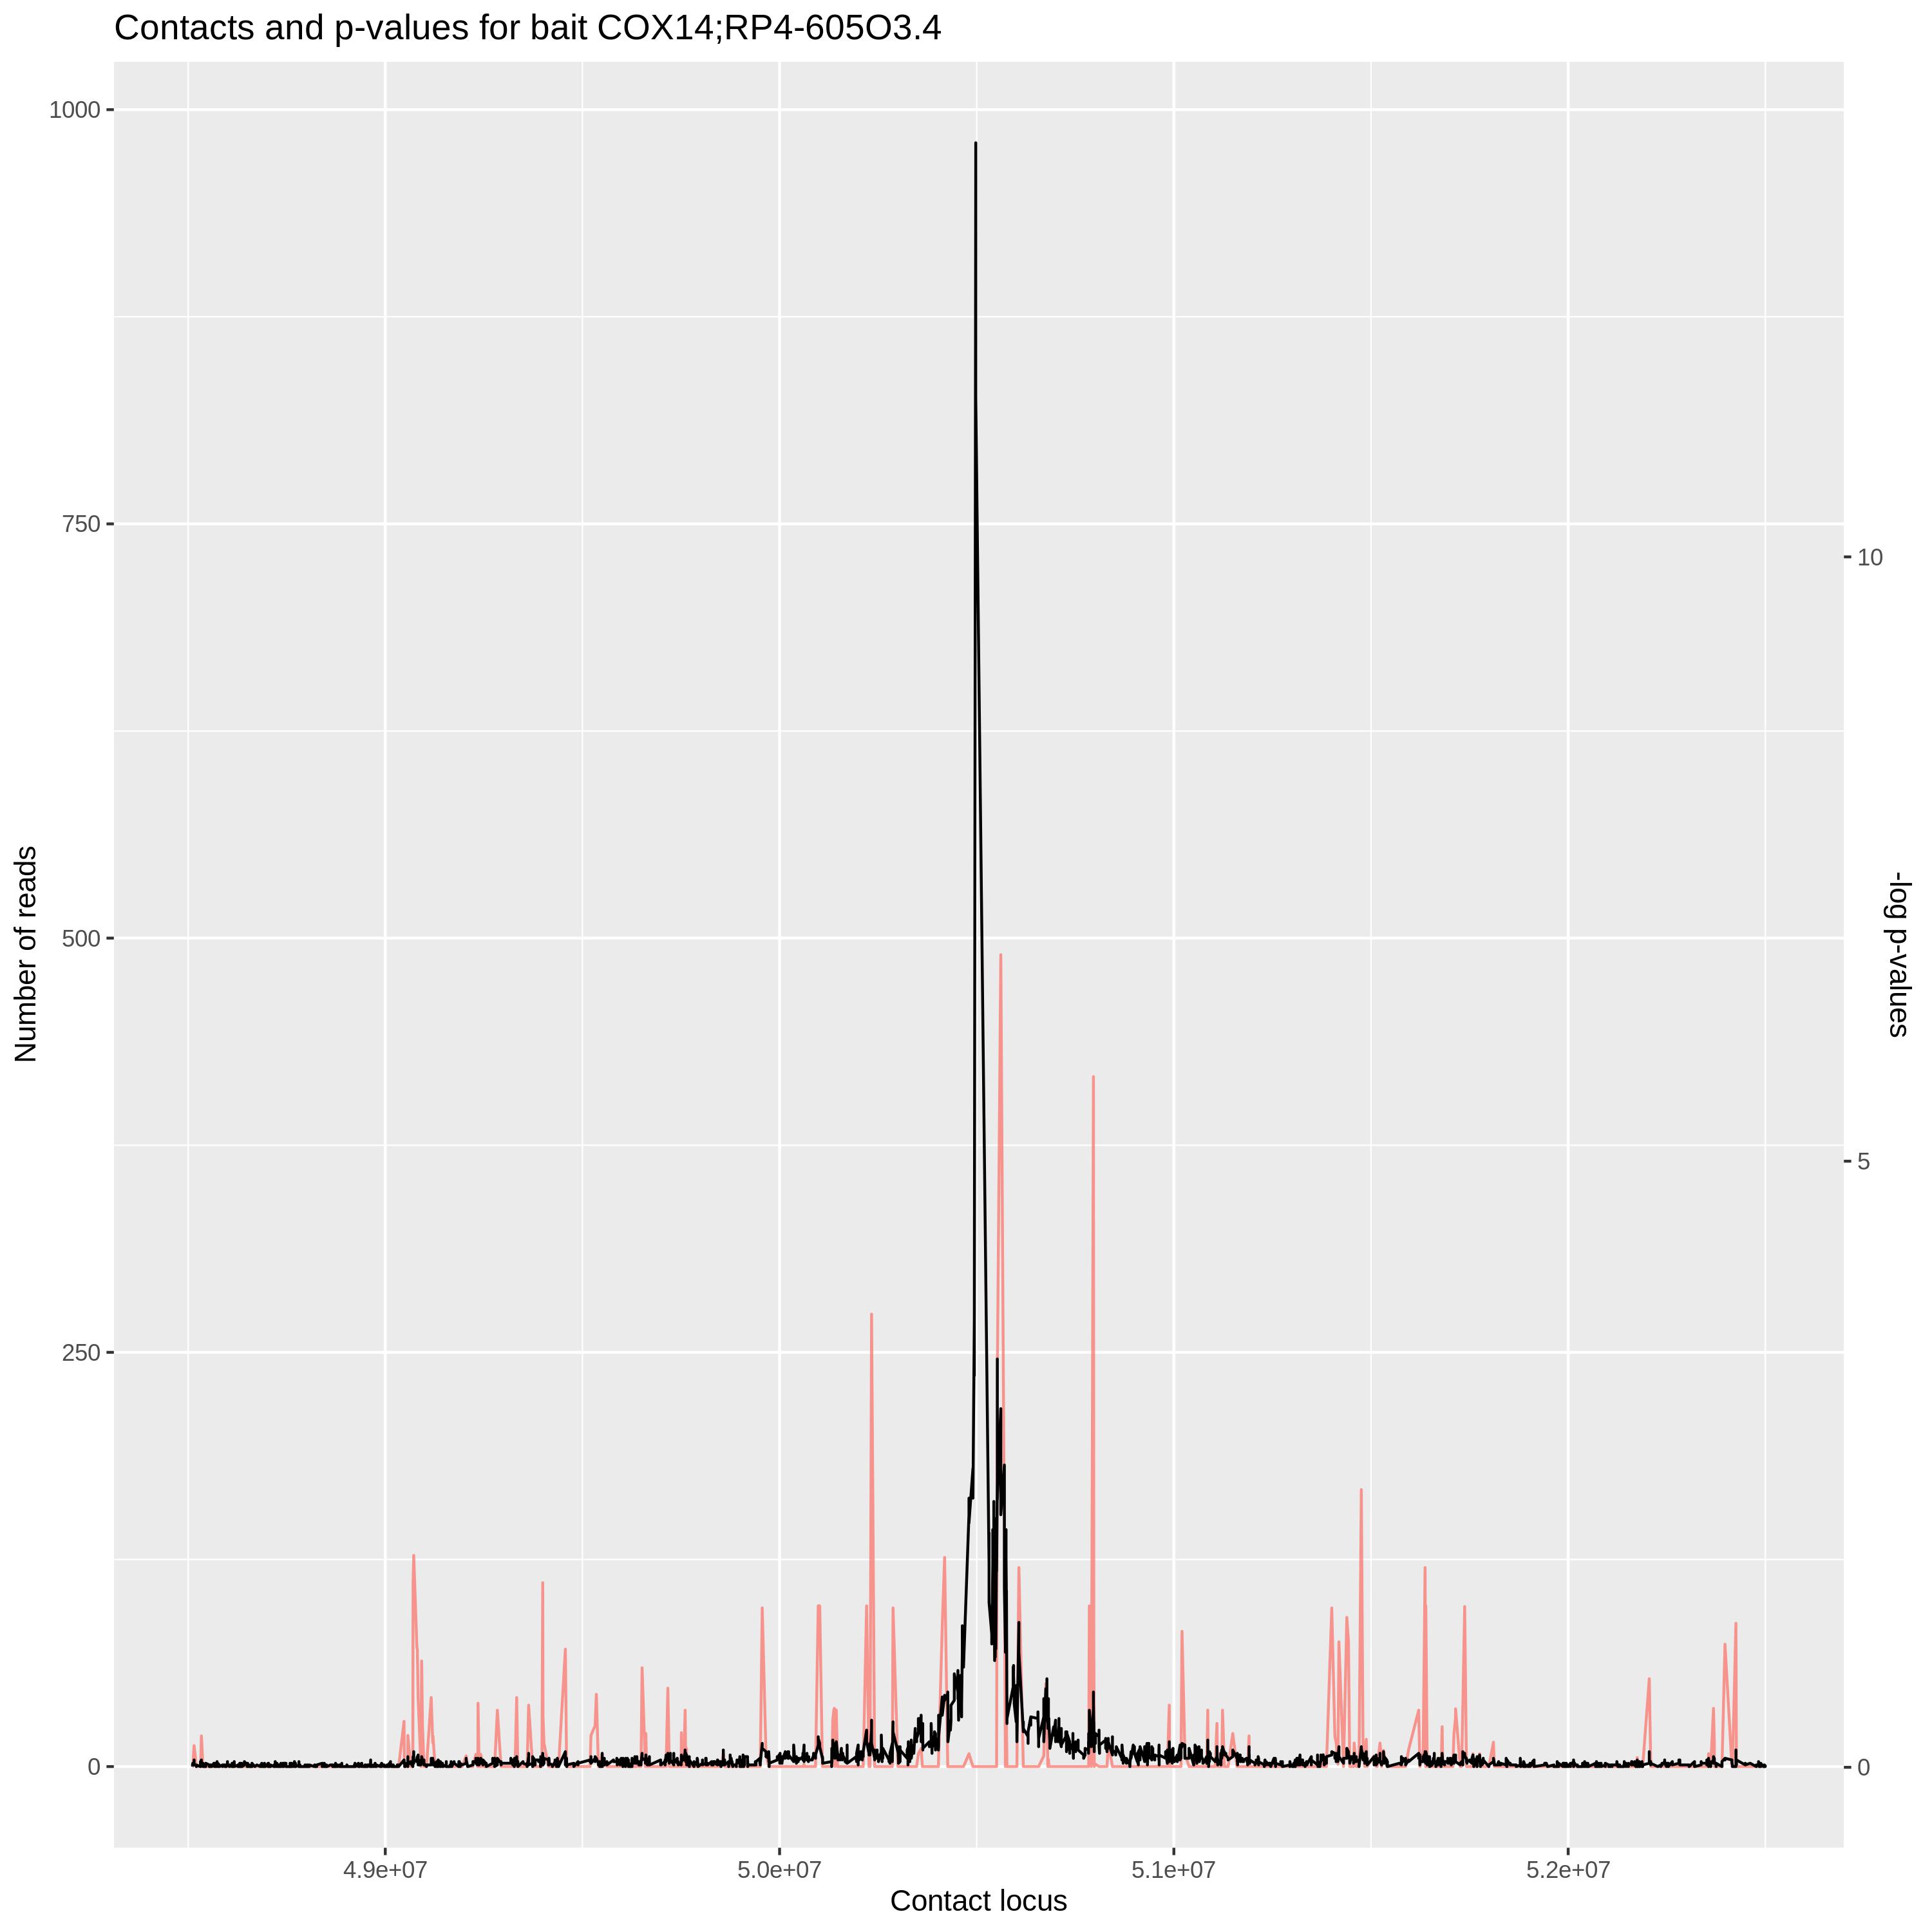 Contacts and p-values for bait COX14;RP4-605O3.4
1000
750
500
250
0
Number of reads
10
5
0
-log p-values
4.9e+07
5.0e+07
5.1e+07
5.2e+07
Contact locus